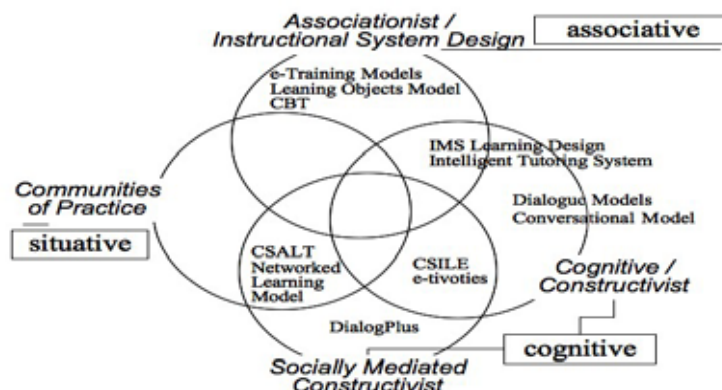 Associationist /
Instructional System Design
associative
e-Training Models
Leaning Objects Model
CBT
IMS Learning Design
Intelligent Tutoring System
Communities
of Practice
situative
Dialogue Models
Conversational Model
CSALT
Networked
Learning
Model
CSILE
e-tivoties
Cognitive /
Constructivist
DialogPlus
cognitive
Socially Mediated
Constructivist